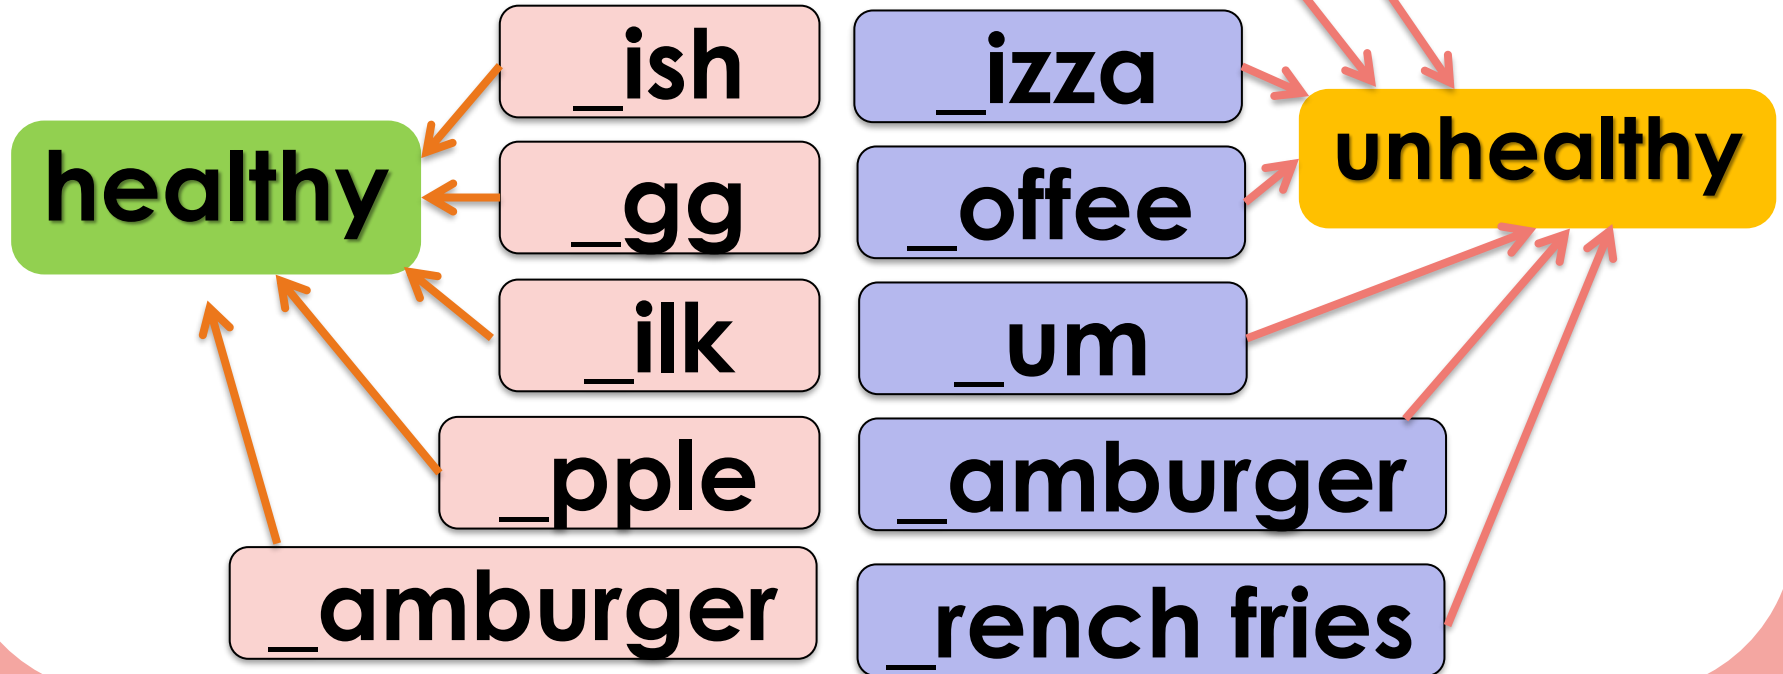 healthy
_ish
_gg
_ilk
_pple
_amburger
_izza
_offee
_um
_amburger
_rench fries
unhealthy